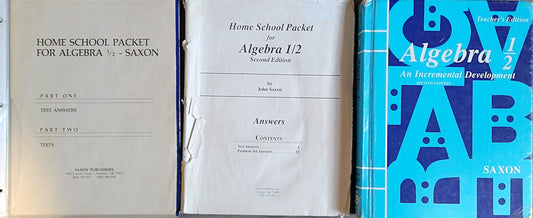 HOME SCHOOL PACKET
FOR ALGEBRA ½ - SAXON
PART ONE
TEST ANSWERS
PART TWO
TESTS
SAXON PUBLISHERS
Home School Packet
for
Algebra 1/2
Second Edition
by
John Saxon
Answers
CONTENTS
Test Answers
Problem Set Answers
Teacher's Edition
Algebra 1/2
An Incremental Development
SECOND EDITION
SAXON